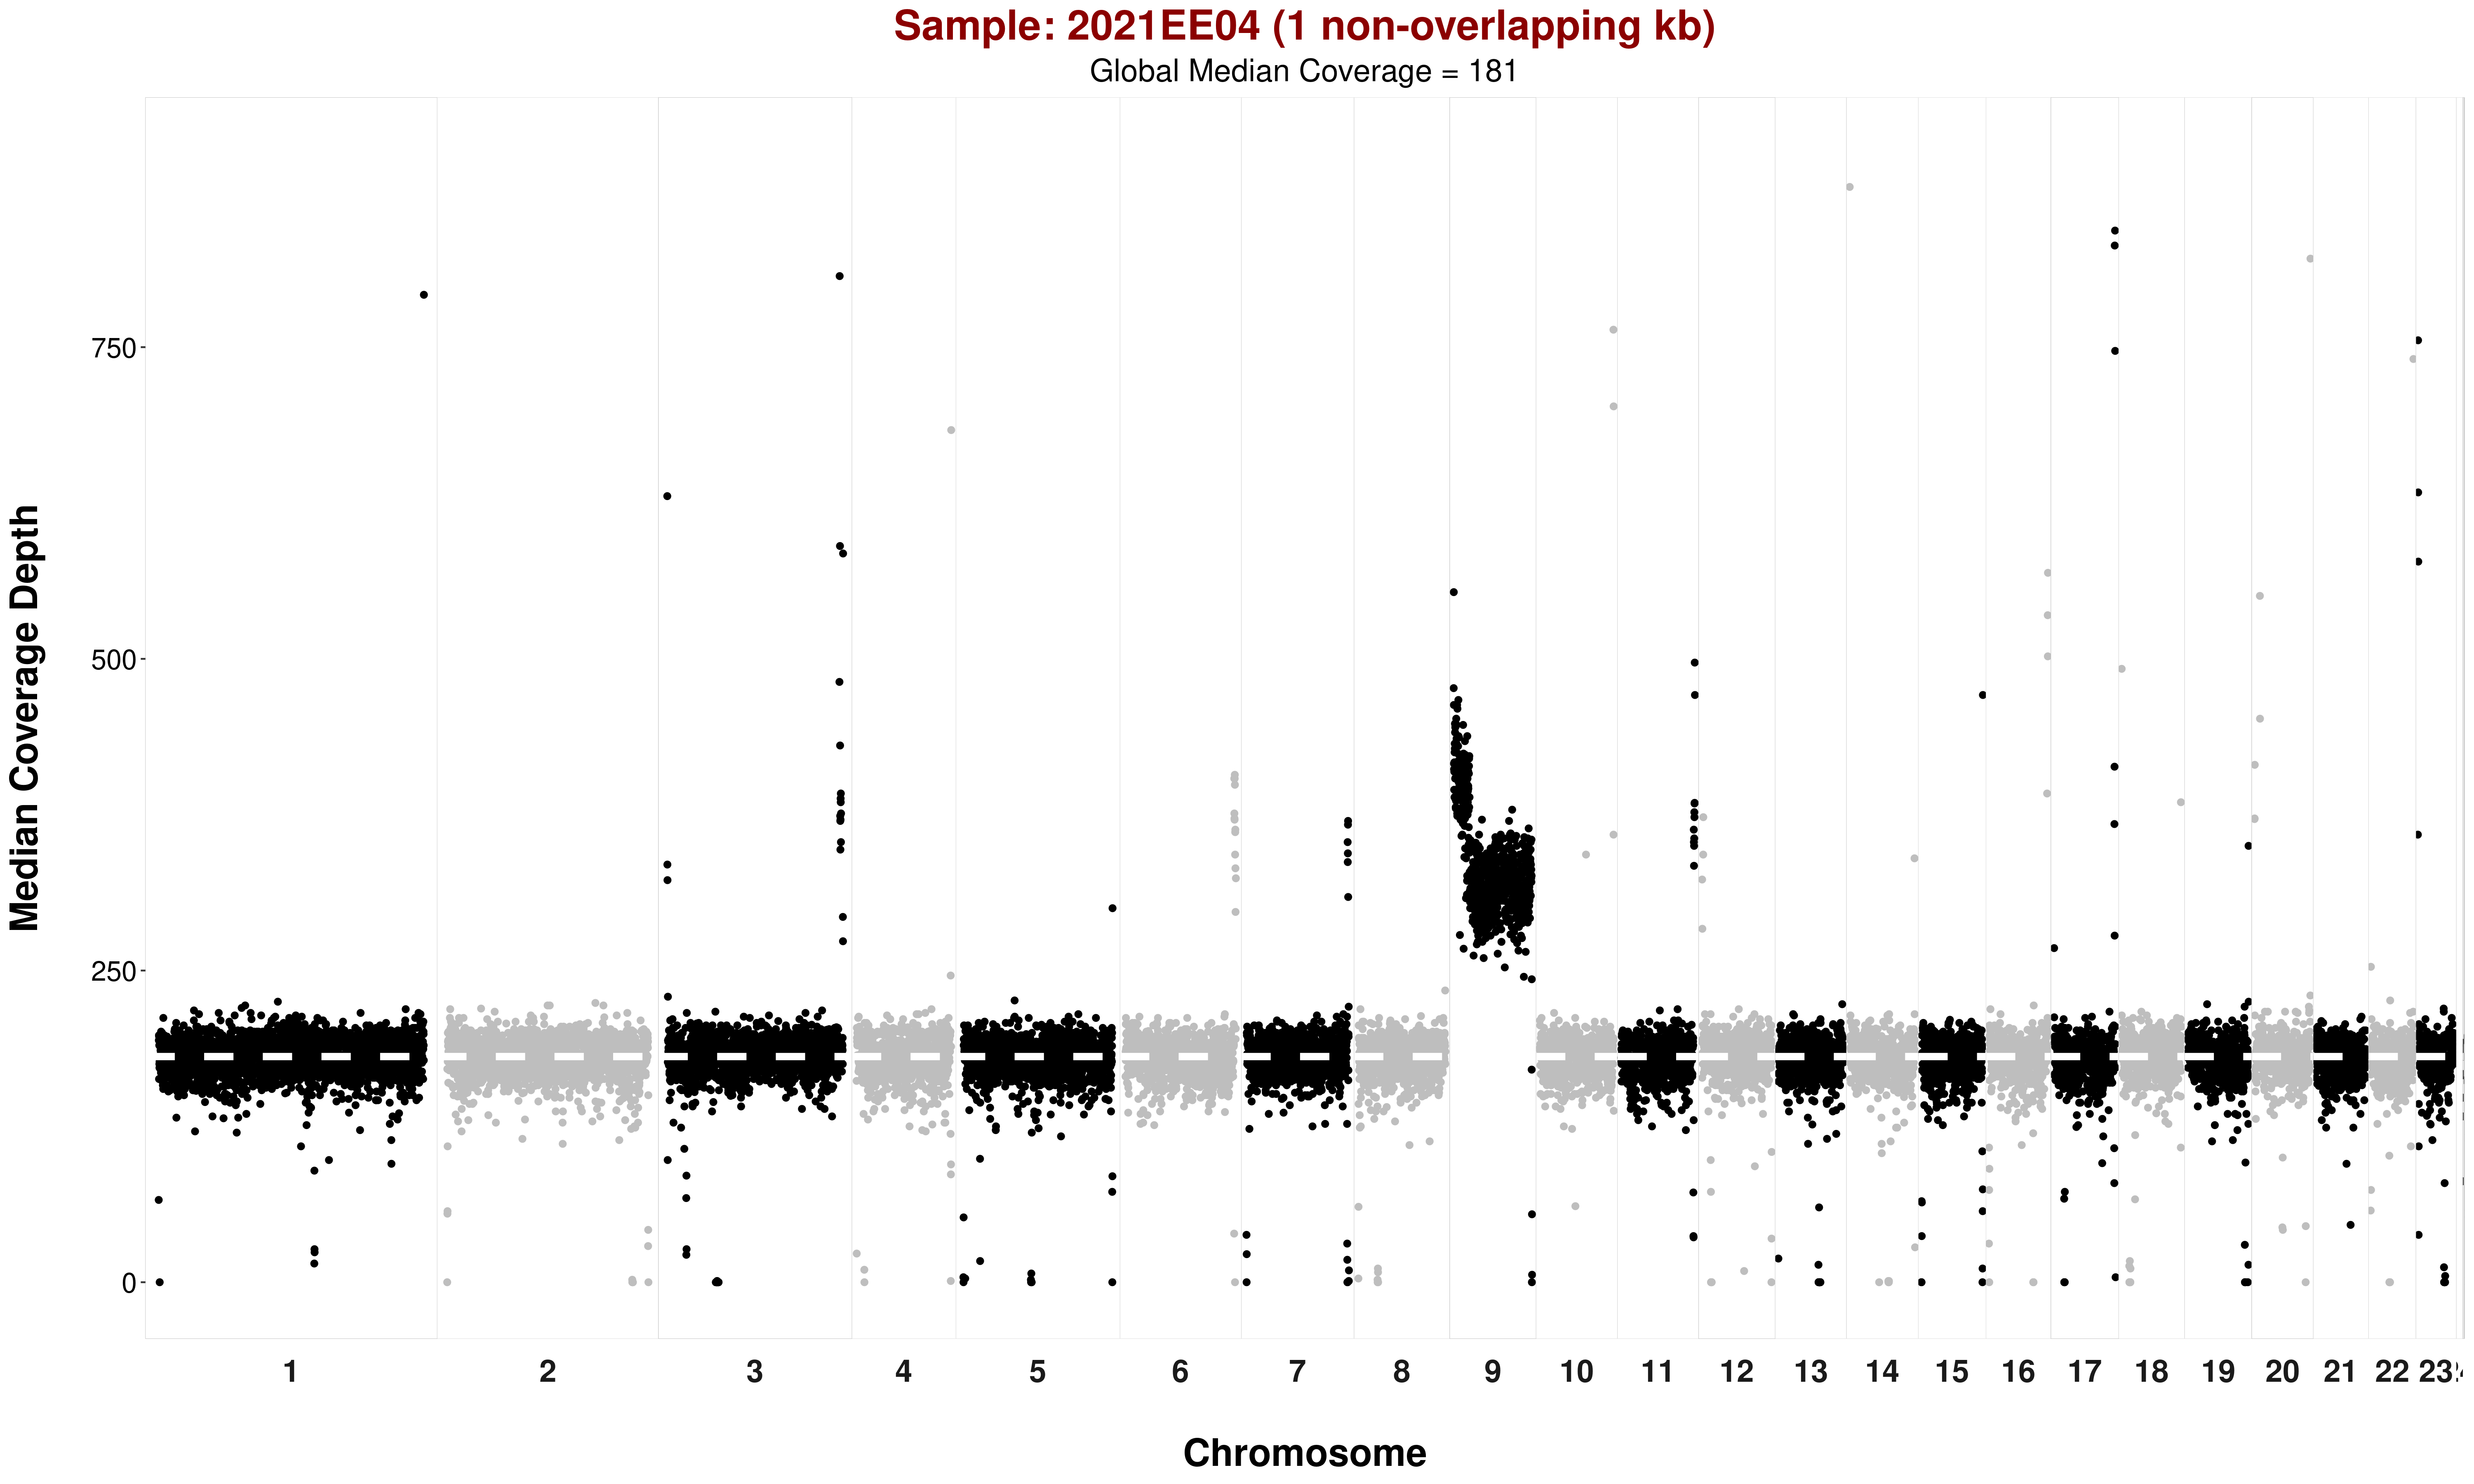 Sample: 2021EE04 (1 non-overlapping kb)
Global Median Coverage = 181
Median Coverage Depth
750
500
250
0
1 2 3 4 5 6 7 8 9 10 11 12 13 14 15 16 17 18 19 20 21 22 23
Chromosome